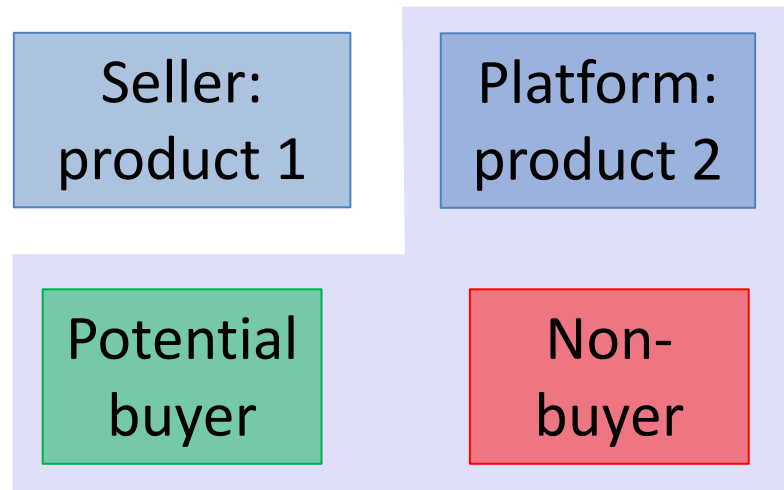 Seller:
product 1
Platform:
product 2
Potential
buyer
Non-
buyer